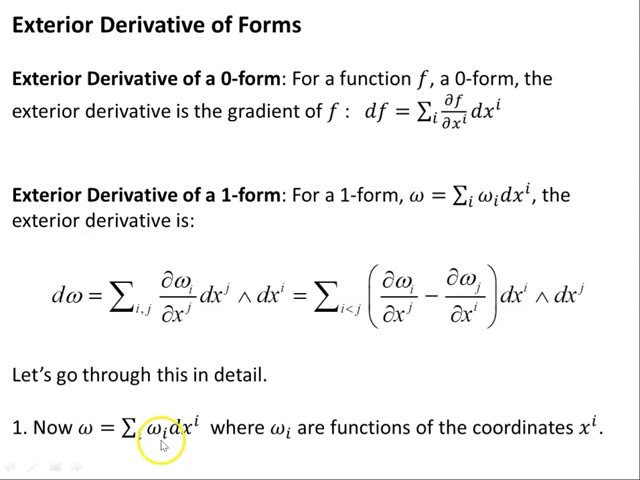 Exterior Derivative of Forms
Exterior Derivative of a 0-form: For a function f, a 0-form, the
exterior derivative is the gradient of f : df = ∑ᵢ ∂f/∂xⁱ dxⁱ
Exterior Derivative of a 1-form: For a 1-form, ω = ∑ᵢ ωᵢdxⁱ, the
exterior derivative is:
dω = ∑ᵢ,ⱼ ∂ωᵢ/∂xʲ dxʲ ∧ dxⁱ = ∑ᵢ<ⱼ (∂ωᵢ/∂xʲ − ∂ωⱼ/∂xⁱ) dxⁱ ∧ dxʲ
Let’s go through this in detail.
1. Now ω = ∑ᵢ ωᵢdxⁱ where ωᵢ are functions of the coordinates xⁱ.